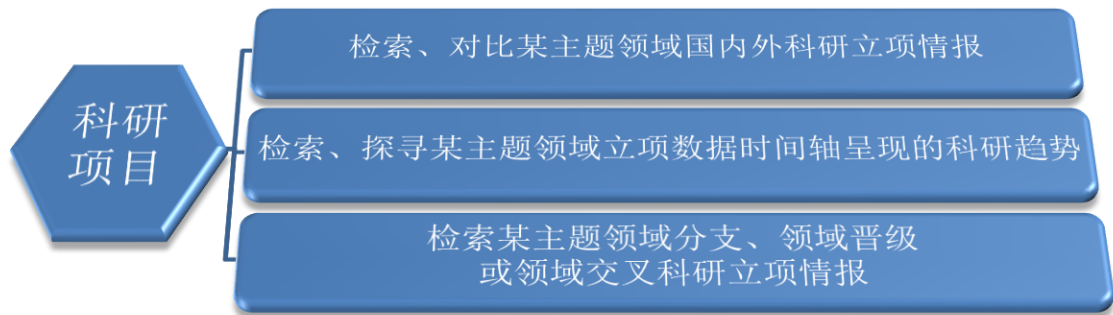 科研
项目
检索、对比某主题领域国内外科研立项情报
检索、探寻某主题领域立项数据时间轴呈现的科研趋势
检索某主题领域分支、领域晋级
或领域交叉科研立项情报